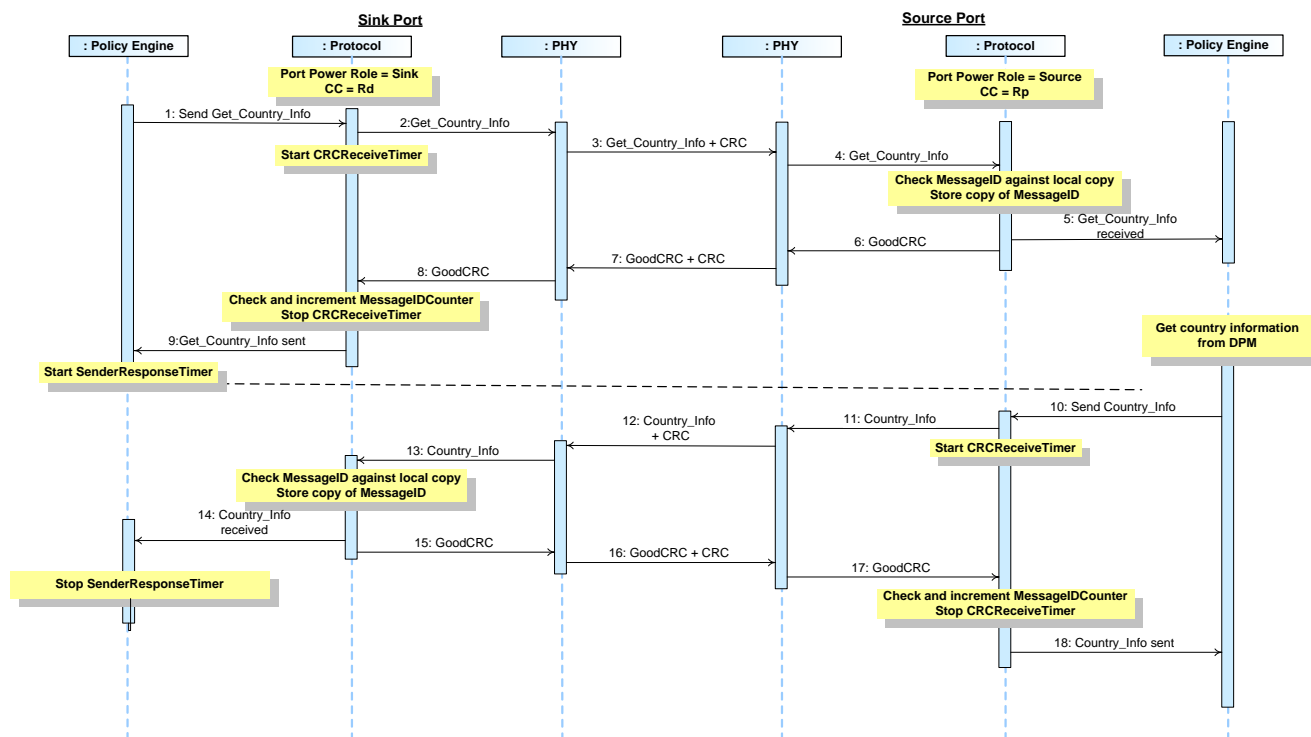 Sink Port
Source Port
: Policy Engine
: Protocol
: PHY
: PHY
: Protocol
: Policy Engine
Port Power Role = Sink
CC = Rd
Port Power Role = Source
CC = Rp
1: Send Get_Country_Info
2:Get_Country_Info
3: Get_Country_Info + CRC
4: Get_Country_Info
Start CRCReceiveTimer
Check MessageID against local copy
Store copy of MessageID
5: Get_Country_Info
received
6: GoodCRC
7: GoodCRC + CRC
8: GoodCRC
Check and increment MessageIDCounter
Stop CRCReceiveTimer
9:Get_Country_Info sent
Get country information
from DPM
Start SenderResponseTimer
10: Send Country_Info
11: Country_Info
12: Country_Info
+ CRC
Start CRCReceiveTimer
13: Country_Info
Check MessageID against local copy
Store copy of MessageID
14: Country_Info
received
15: GoodCRC
16: GoodCRC + CRC
17: GoodCRC
Stop SenderResponseTimer
Check and increment MessageIDCounter
Stop CRCReceiveTimer
18: Country_Info sent